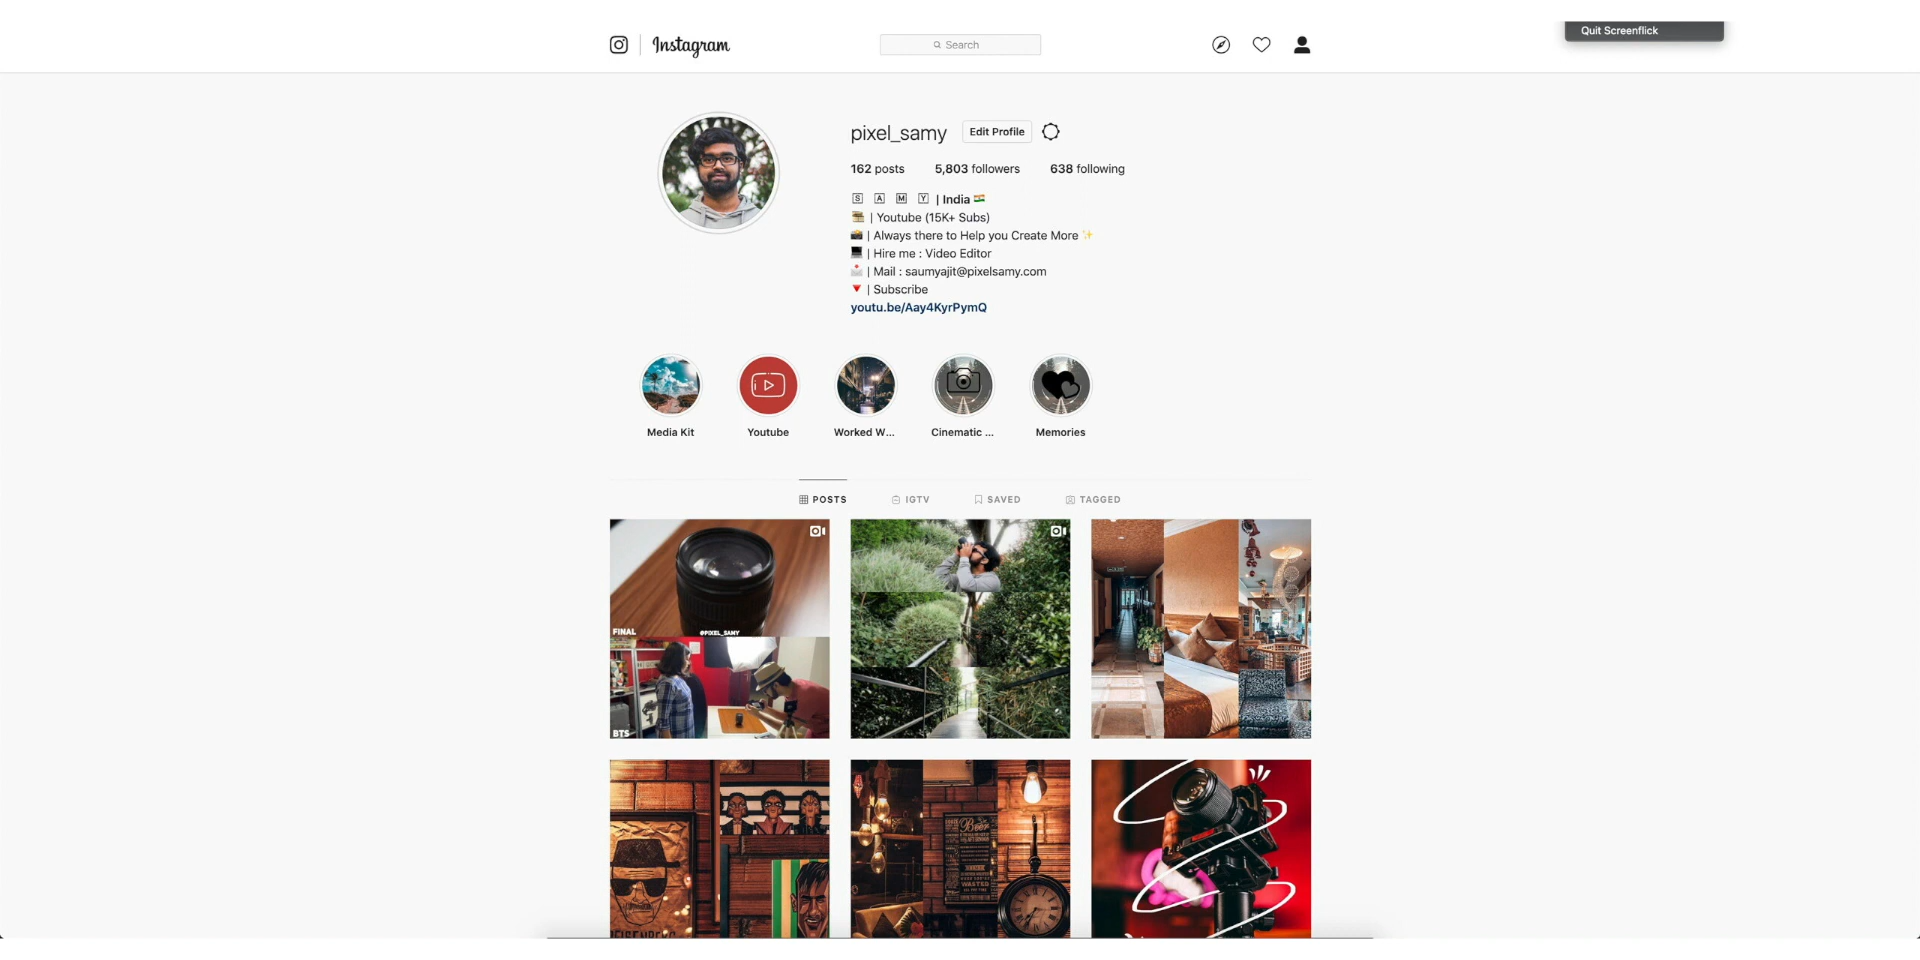 Instagram
Search
Quit Screenflick
pixel_samy
Edit Profile
162 posts 5,803 followers 638 following
🅂 🄰 🄼 🅈 | India 🇮🇳
| Youtube (15K+ Subs)
📸 | Always there to Help you Create More ✨
| Hire me : Video Editor
📩 | Mail : saumyajit@pixelsamy.com
🔻 | Subscribe
youtu.be/Aay4KyrPymQ
Media Kit
Youtube
Worked W...
Cinematic ...
Memories
POSTS
IGTV
SAVED
TAGGED
FINAL
@PIXEL_SAMY
BTS
Beer
WASTED